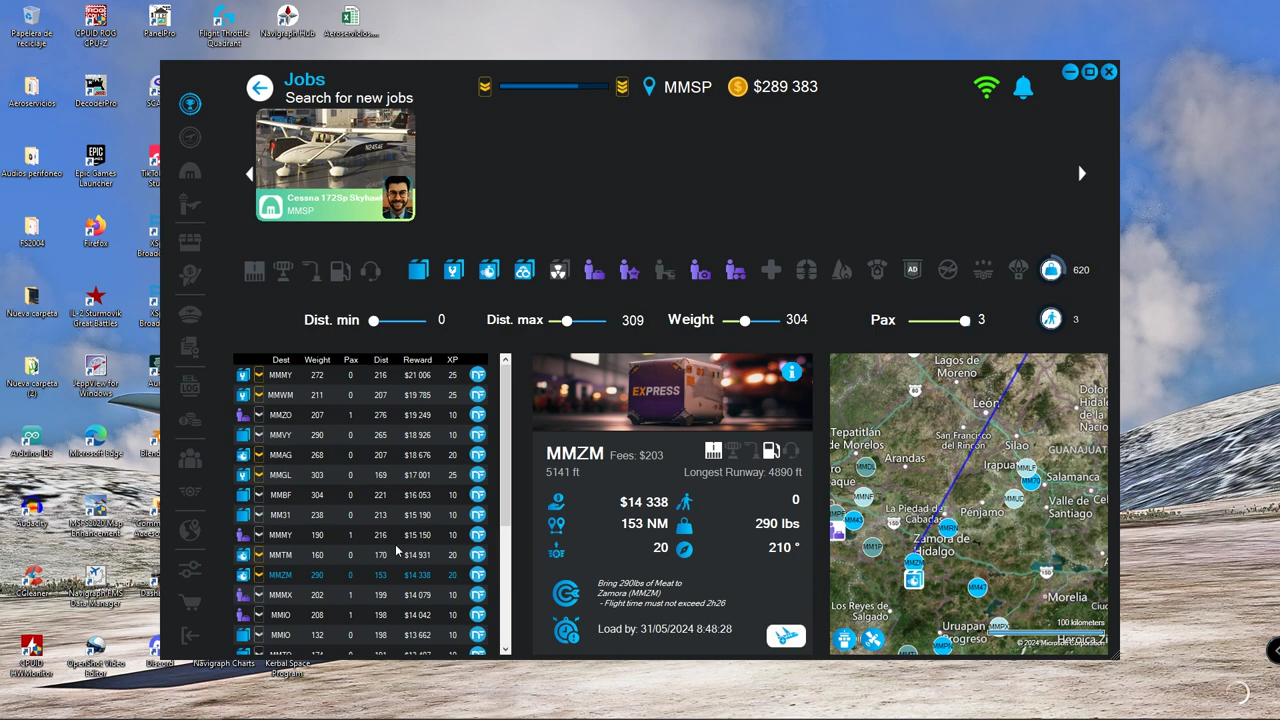 Papelera de reciclaje
CPUID ROG CPU-Z
PanelPro
Flight Throttle Quadrant
Navigraph Hub
Aeroservicios....
Aeroservicios
DecoderPro
Audios perifoneo
Epic Games Launcher
FS2004
Firefox
Nueva carpeta
IL-2 Sturmovik Great Battles
Nueva carpeta (2)
JeppView for Windows
Arduino IDE
Microsoft Edge
Audacity
MSFS2020 Map Enhancement
CCleaner
Navigraph FMS Data Manager
CPUID HWMonitor
OpenShot Video Editor
Discord
Navigraph Charts
Kerbal Space Program
Jobs
Search for new jobs
MMSP
$289 383
N2454E
Cessna 172Sp Skyhaw
MMSP
AD
620
Dist. min 0
Dist. max 309
Weight 304
Pax 3
3
Dest Weight Pax Dist Reward XP
MMMY 272 0 216 $21 006 25
MMWM 211 0 207 $19 785 25
MMZO 207 1 276 $19 249 10
MMVY 290 0 265 $18 926 10
MMAG 268 0 207 $18 676 20
MMGL 303 0 169 $17 001 25
MMBF 304 0 221 $16 053 10
MM31 238 0 213 $15 190 10
MMMY 190 1 216 $15 150 10
MMTM 160 0 170 $14 931 20
MMZM 290 0 153 $14 338 20
MMMX 202 1 199 $14 079 10
MMIO 208 1 198 $14 042 10
MMIO 132 0 198 $13 662 10
EXPRESS
MMZM Fees: $203
5141 ft
Longest Runway: 4890 ft
$14 338 0
153 NM 290 lbs
20 210 °
Bring 290lbs of Meat to
Zamora (MMZM)
- Flight time must not exceed 2h26
Load by: 31/05/2024 8:48:28
Lagos de Moreno
León
Tepatitlán de Morelos
San Francisco del Rincón
Silao
GUANAJUAT
Arandas
Irapuato
Salamanca
Valle de Santiago
La Piedad de Cabadas
Pénjamo
Zamora de Hidalgo
Los Reyes de Salgado
Morelia
Uruapan
100 kilometers
© 2024 Microsoft Corporation